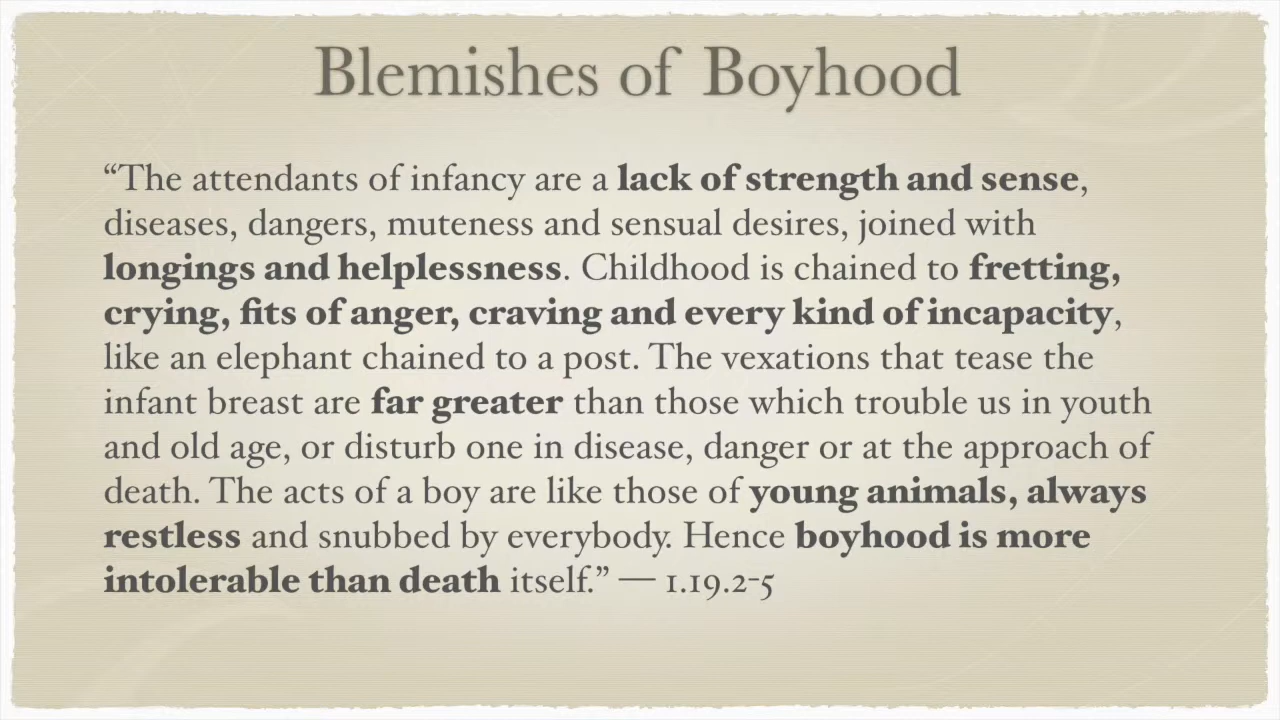 Blemishes of Boyhood
“The attendants of infancy are a lack of strength and sense,
diseases, dangers, muteness and sensual desires, joined with
longings and helplessness. Childhood is chained to fretting,
crying, fits of anger, craving and every kind of incapacity,
like an elephant chained to a post. The vexations that tease the
infant breast are far greater than those which trouble us in youth
and old age, or disturb one in disease, danger or at the approach of
death. The acts of a boy are like those of young animals, always
restless and snubbed by everybody. Hence boyhood is more
intolerable than death itself.” — 1.19.2-5